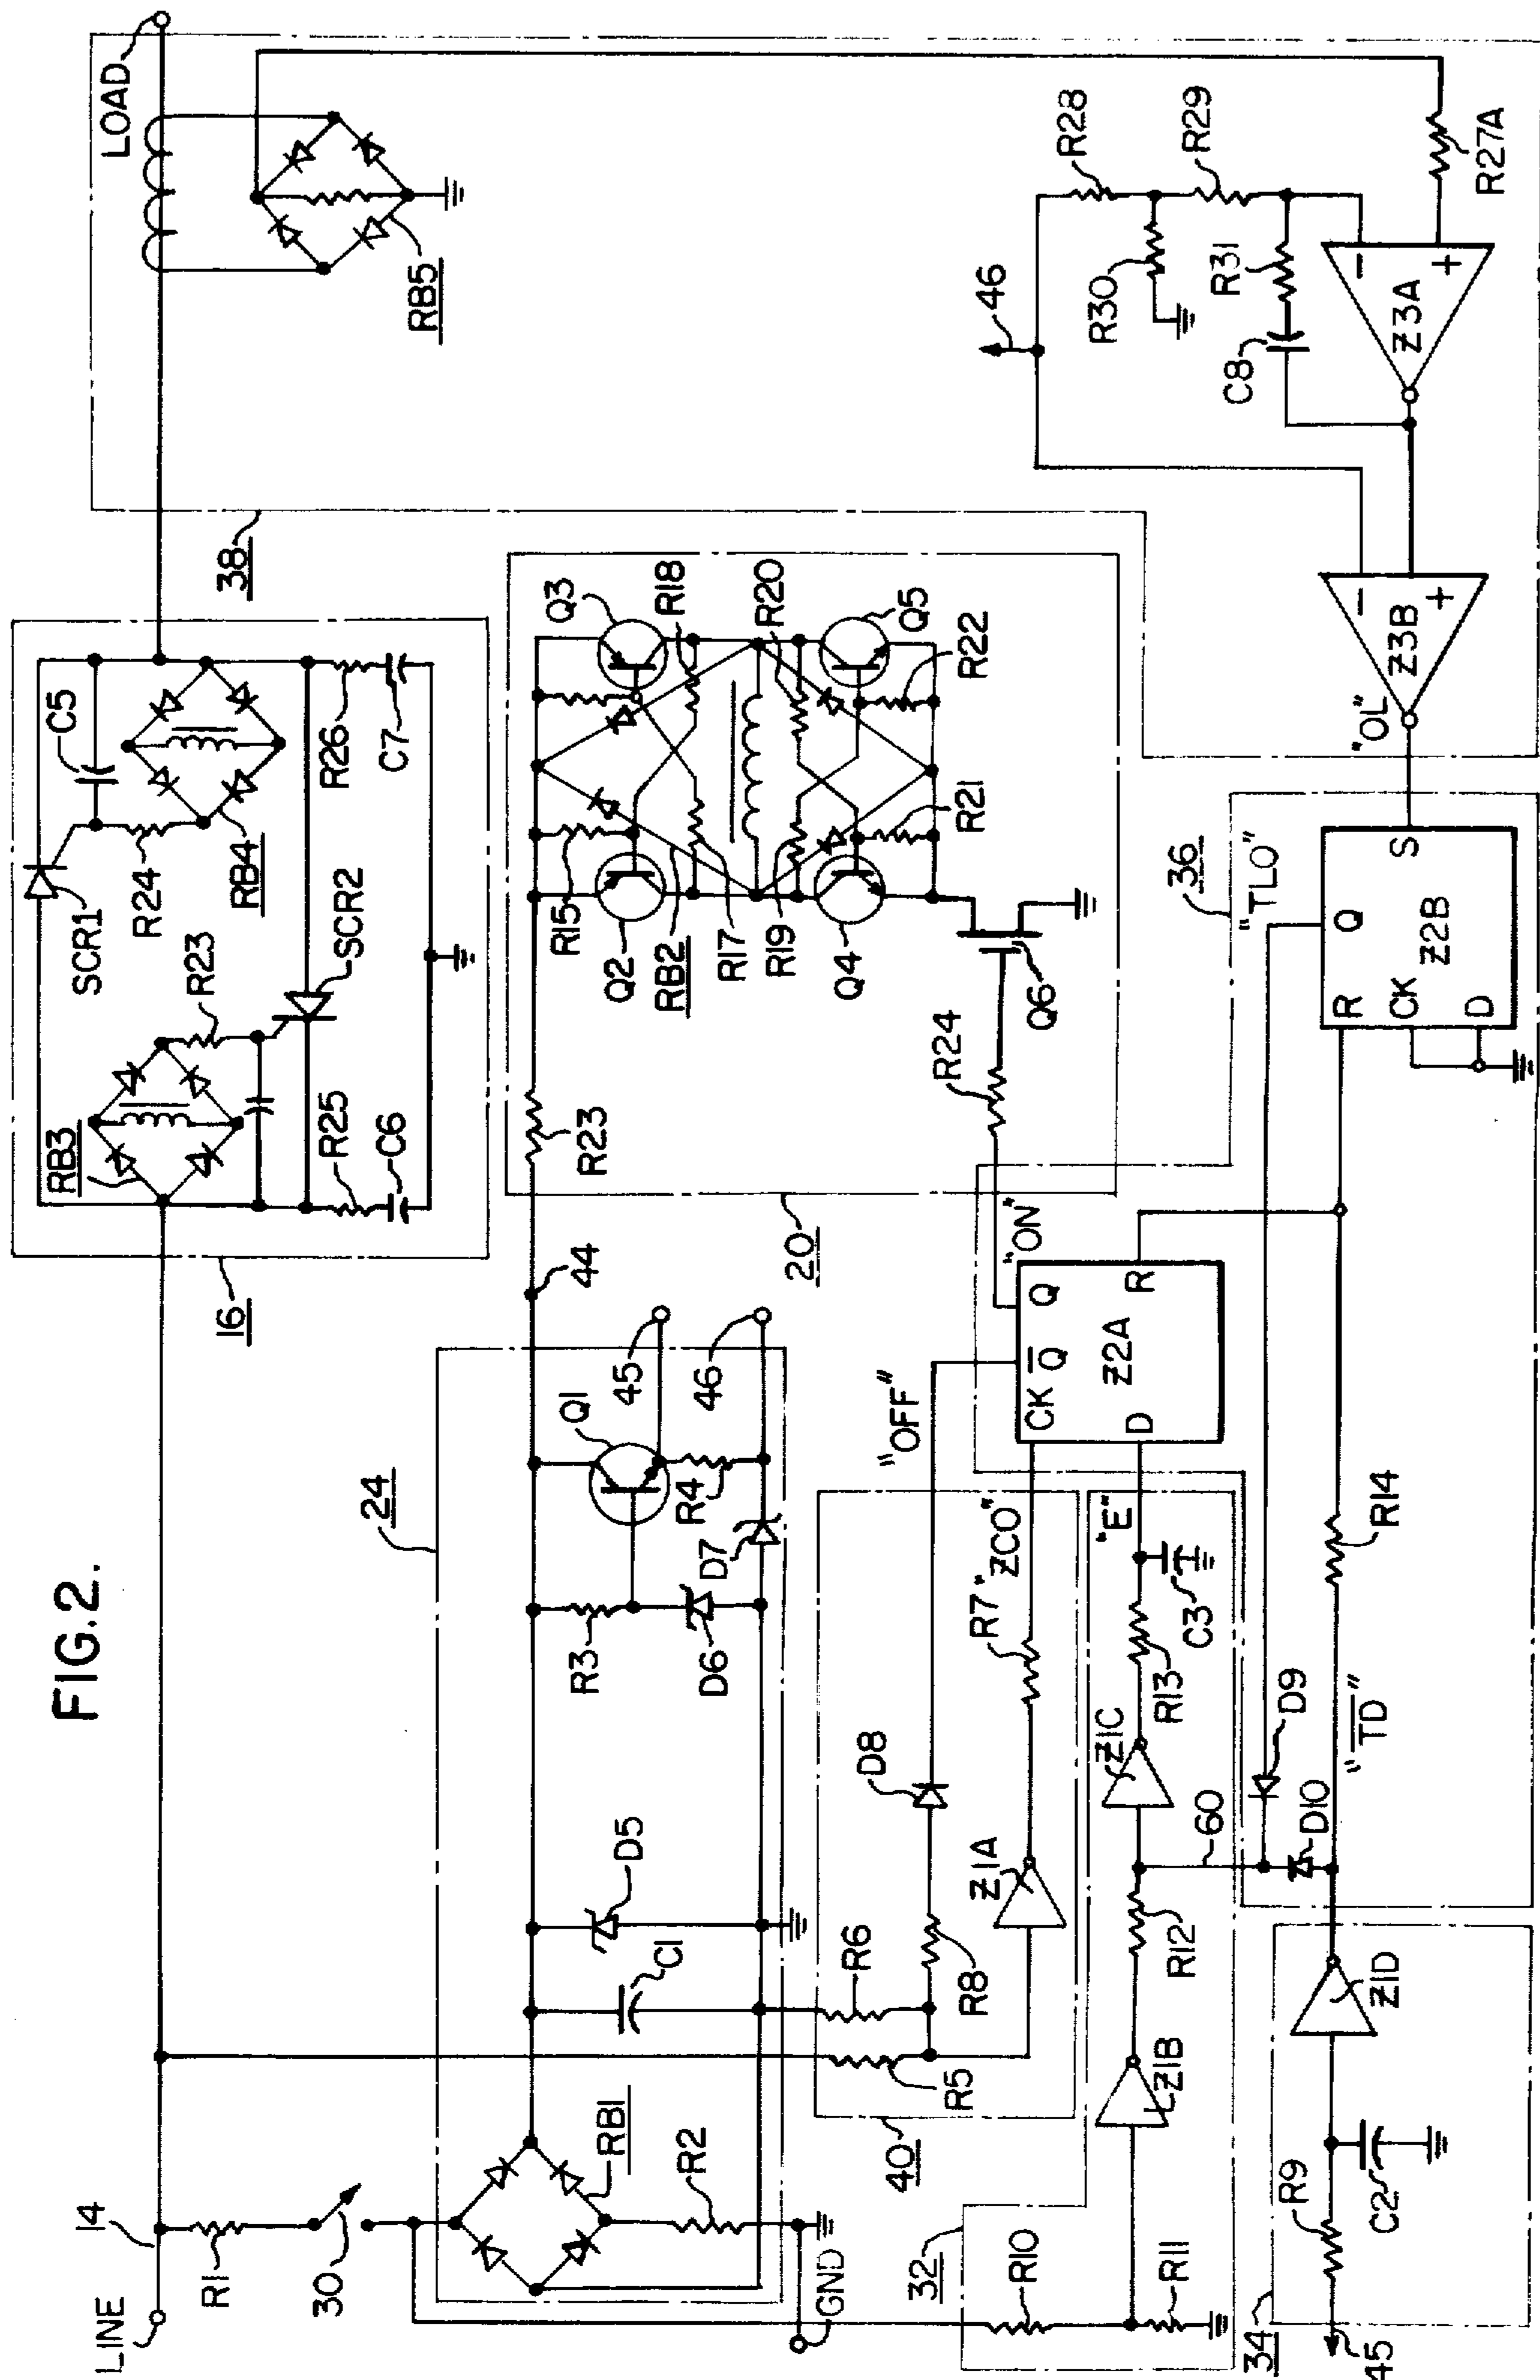 FIG.2.
LINE
14
R1
30
24
RB1
R2
GND
C1
D5
R3
D6
Q1
R4
D7
45
46
44
16
RB3
R23
SCR1
R24
RB4
C5
SCR2
R25
C6
R26
C7
LOAD
RB5
38
R23
20
R15
Q2
Q3
R18
RB2
R17
R19
R20
Q4
Q5
R21
R22
Q6
R24
46
R28
R30
R29
R31
C8
Z3A
-
+
R27A
Z3B
-
+
"OL"
40
R5
R6
R8
D8
Z1A
R7
"ZCO"
"OFF"
"ON"
CK
Q̅
Q
Z2A
D
R
"E"
32
R10
R11
Z1B
R12
Z1C
R13
C3
60
D9
D10
"T̅D̅"
R14
36
"TLO"
R
Q
S
CK
Z2B
D
34
45
R9
C2
Z1D